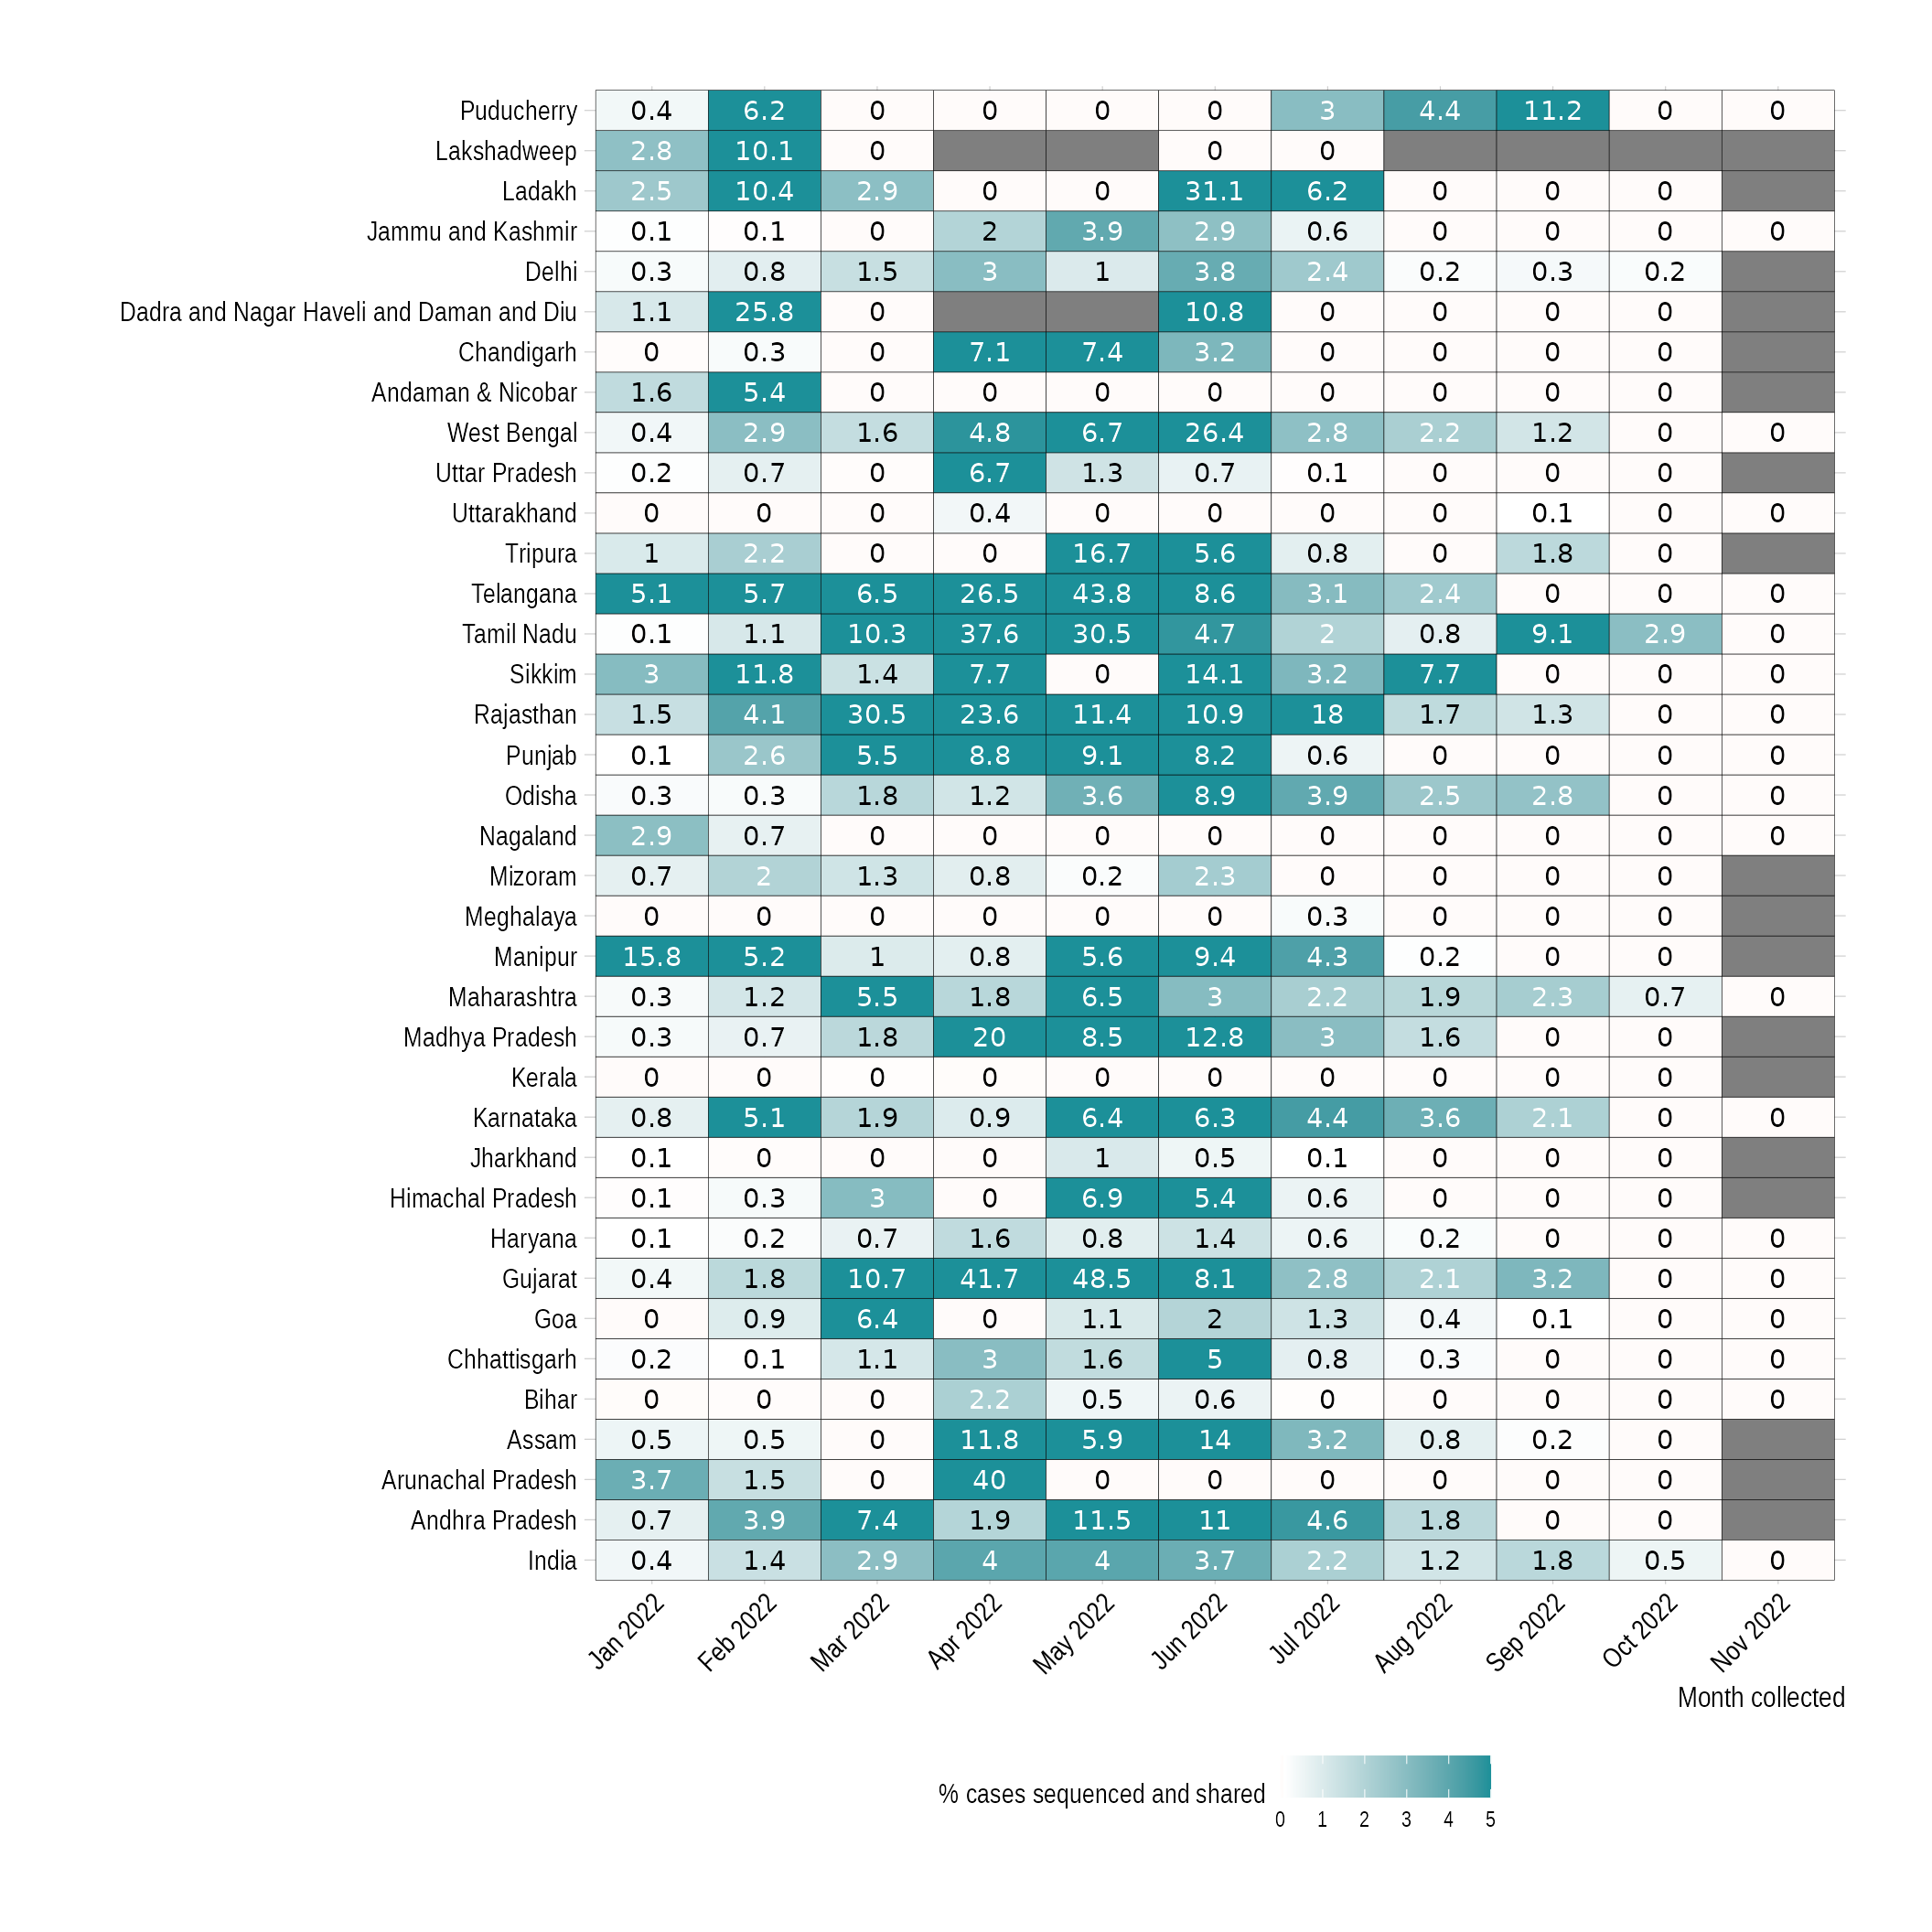 Puducherry 0.4 6.2 0 0 0 0 3 4.4 11.2 0 0
Lakshadweep 2.8 10.1 0 0 0
Ladakh 2.5 10.4 2.9 0 0 31.1 6.2 0 0 0
Jammu and Kashmir 0.1 0.1 0 2 3.9 2.9 0.6 0 0 0 0
Delhi 0.3 0.8 1.5 3 1 3.8 2.4 0.2 0.3 0.2
Dadra and Nagar Haveli and Daman and Diu 1.1 25.8 0 10.8 0 0 0 0
Chandigarh 0 0.3 0 7.1 7.4 3.2 0 0 0 0
Andaman & Nicobar 1.6 5.4 0 0 0 0 0 0 0 0
West Bengal 0.4 2.9 1.6 4.8 6.7 26.4 2.8 2.2 1.2 0 0
Uttar Pradesh 0.2 0.7 0 6.7 1.3 0.7 0.1 0 0 0
Uttarakhand 0 0 0 0.4 0 0 0 0 0.1 0 0
Tripura 1 2.2 0 0 16.7 5.6 0.8 0 1.8 0
Telangana 5.1 5.7 6.5 26.5 43.8 8.6 3.1 2.4 0 0 0
Tamil Nadu 0.1 1.1 10.3 37.6 30.5 4.7 2 0.8 9.1 2.9 0
Sikkim 3 11.8 1.4 7.7 0 14.1 3.2 7.7 0 0 0
Rajasthan 1.5 4.1 30.5 23.6 11.4 10.9 18 1.7 1.3 0 0
Punjab 0.1 2.6 5.5 8.8 9.1 8.2 0.6 0 0 0 0
Odisha 0.3 0.3 1.8 1.2 3.6 8.9 3.9 2.5 2.8 0 0
Nagaland 2.9 0.7 0 0 0 0 0 0 0 0 0
Mizoram 0.7 2 1.3 0.8 0.2 2.3 0 0 0 0
Meghalaya 0 0 0 0 0 0 0.3 0 0 0
Manipur 15.8 5.2 1 0.8 5.6 9.4 4.3 0.2 0 0
Maharashtra 0.3 1.2 5.5 1.8 6.5 3 2.2 1.9 2.3 0.7 0
Madhya Pradesh 0.3 0.7 1.8 20 8.5 12.8 3 1.6 0 0
Kerala 0 0 0 0 0 0 0 0 0 0
Karnataka 0.8 5.1 1.9 0.9 6.4 6.3 4.4 3.6 2.1 0 0
Jharkhand 0.1 0 0 0 1 0.5 0.1 0 0 0
Himachal Pradesh 0.1 0.3 3 0 6.9 5.4 0.6 0 0 0
Haryana 0.1 0.2 0.7 1.6 0.8 1.4 0.6 0.2 0 0 0
Gujarat 0.4 1.8 10.7 41.7 48.5 8.1 2.8 2.1 3.2 0 0
Goa 0 0.9 6.4 0 1.1 2 1.3 0.4 0.1 0 0
Chhattisgarh 0.2 0.1 1.1 3 1.6 5 0.8 0.3 0 0 0
Bihar 0 0 0 2.2 0.5 0.6 0 0 0 0 0
Assam 0.5 0.5 0 11.8 5.9 14 3.2 0.8 0.2 0
Arunachal Pradesh 3.7 1.5 0 40 0 0 0 0 0 0
Andhra Pradesh 0.7 3.9 7.4 1.9 11.5 11 4.6 1.8 0 0
India 0.4 1.4 2.9 4 4 3.7 2.2 1.2 1.8 0.5 0
Jan 2022 Feb 2022 Mar 2022 Apr 2022 May 2022 Jun 2022 Jul 2022 Aug 2022 Sep 2022 Oct 2022 Nov 2022
Month collected
% cases sequenced and shared
0 1 2 3 4 5